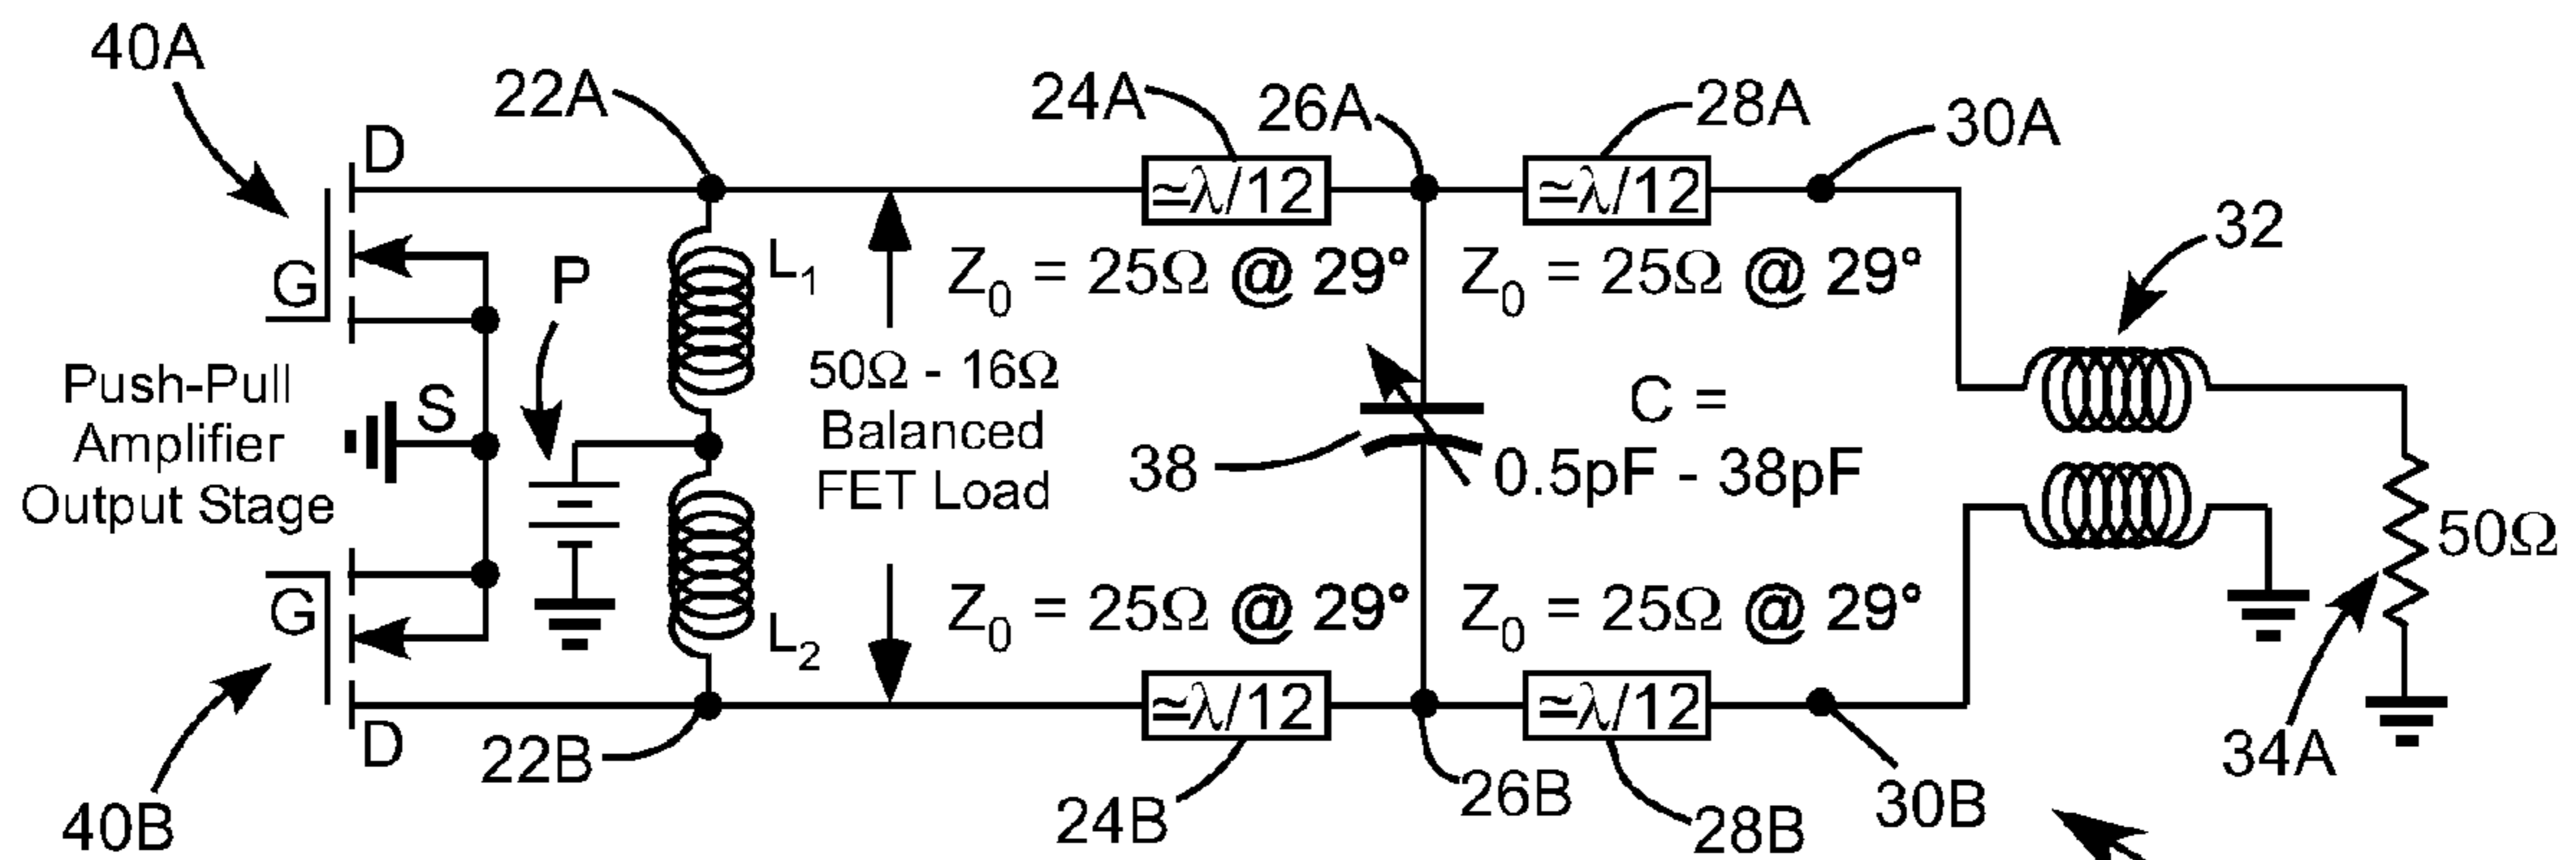 40A
22A
24A
26A
28A
30A
D
≃λ/12
≃λ/12
32
G
P
L1
Z0 = 25Ω @ 29°
Z0 = 25Ω @ 29°
Push-Pull
Amplifier
Output Stage
S
50Ω - 16Ω
Balanced
FET Load
38
C =
0.5pF - 38pF
50Ω
G
L2
Z0 = 25Ω @ 29°
Z0 = 25Ω @ 29°
≃λ/12
≃λ/12
D
40B
22B
24B
26B
28B
30B
34A